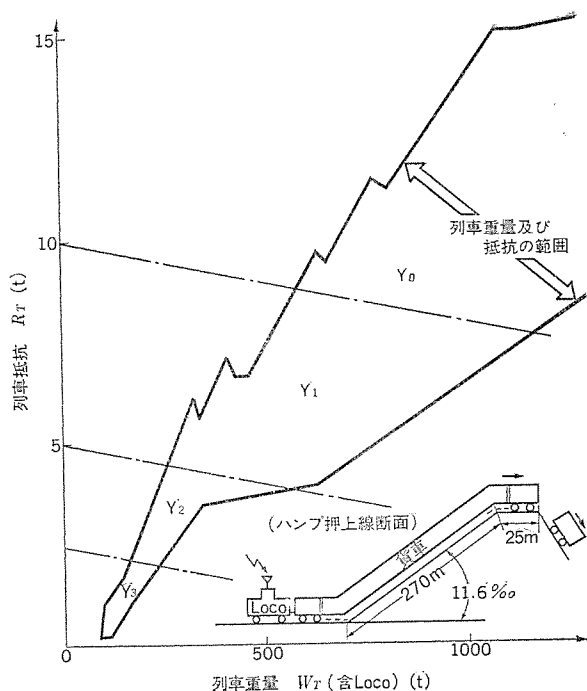 15
10
5
0
500
1000
列車抵抗 R_T (t)
列車重量 W_T (含Loco) (t)
列車重量及び
抵抗の範囲
Y₀
Y₁
Y₂
Y₃
(ハンプ押上線断面)
貨車
25m
270m
11.6‰
Loco